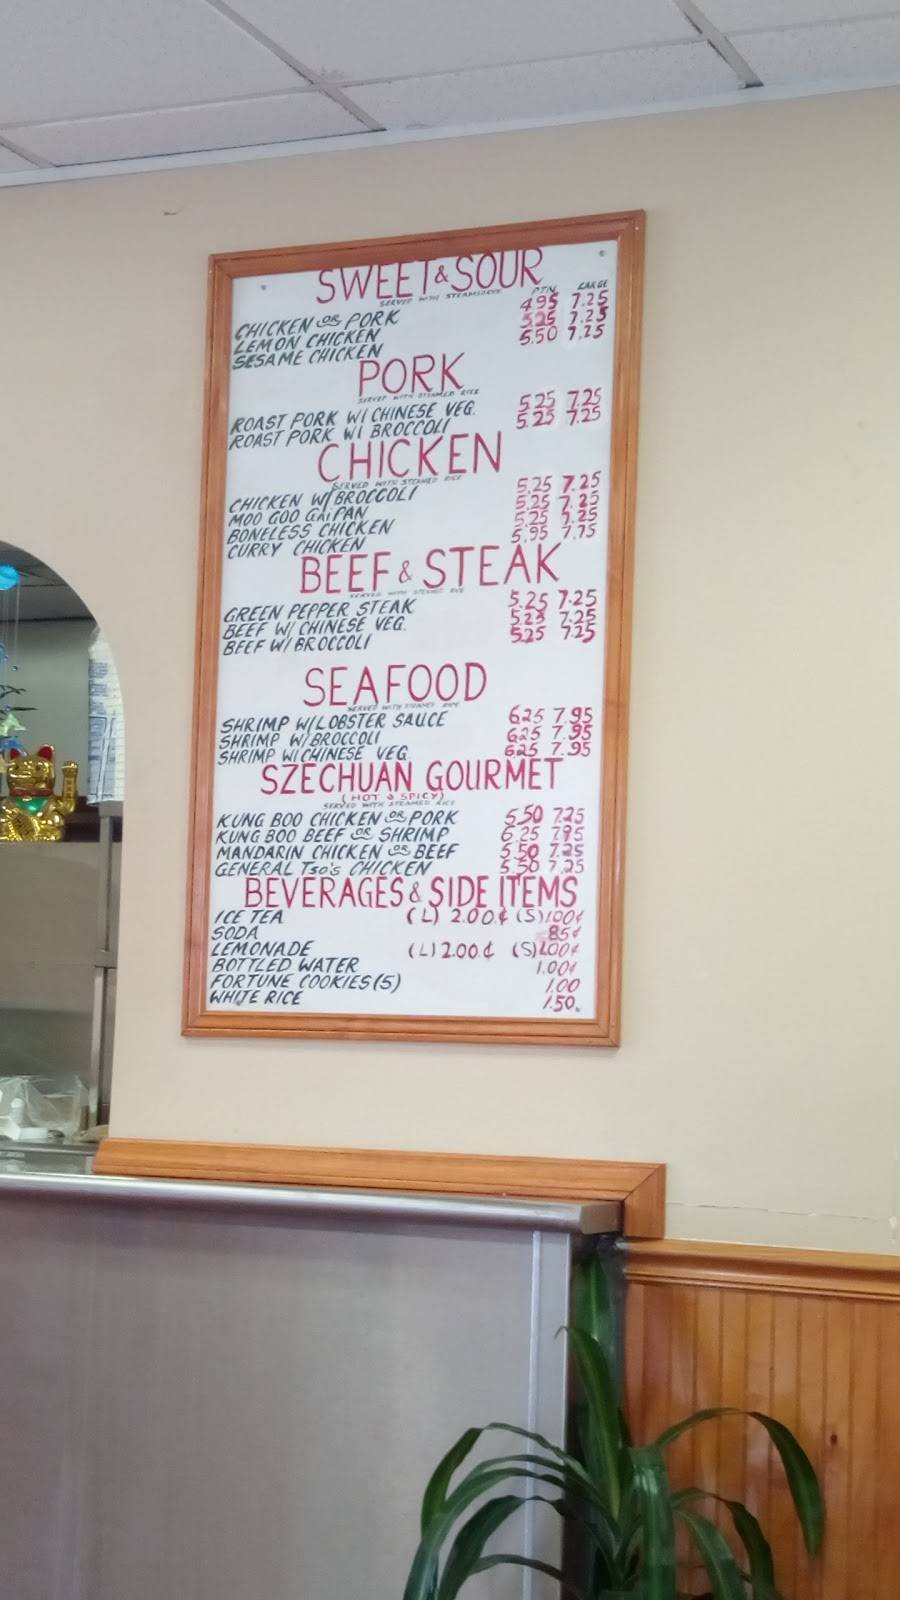 SWEET & SOUR
SERVED WITH STEAMED RICE
PTN. LARGE
CHICKEN OR PORK 4.95 7.25
LEMON CHICKEN 5.25 7.25
SESAME CHICKEN 5.50 7.25
PORK
SERVED WITH STEAMED RICE
ROAST PORK W/ CHINESE VEG. 5.25 7.25
ROAST PORK W/ BROCCOLI 5.25 7.25
CHICKEN
SERVED WITH STEAMED RICE
CHICKEN W/ BROCCOLI 5.25 7.25
MOO GOO GAI PAN 5.25 7.25
BONELESS CHICKEN 5.25 7.25
CURRY CHICKEN 5.95 7.75
BEEF & STEAK
SERVED WITH STEAMED RICE
GREEN PEPPER STEAK 5.25 7.25
BEEF W/ CHINESE VEG. 5.25 7.25
BEEF W/ BROCCOLI 5.25 7.25
SEAFOOD
SERVED WITH STEAMED RICE
SHRIMP W/ LOBSTER SAUCE 6.25 7.95
SHRIMP W/ BROCCOLI 6.25 7.95
SHRIMP W/ CHINESE VEG 6.25 7.95
SZECHUAN GOURMET
(HOT & SPICY)
SERVED WITH STEAMED RICE
KUNG BOO CHICKEN OR PORK 5.50 7.25
KUNG BOO BEEF OR SHRIMP 6.25 7.95
MANDARIN CHICKEN OR BEEF 5.50 7.25
GENERAL Tso's CHICKEN 5.50 7.25
BEVERAGES & SIDE ITEMS
ICE TEA (L) 2.00¢ (S) 1.00¢
SODA 85¢
LEMONADE (L) 2.00¢ (S) 1.00¢
BOTTLED WATER 1.00¢
FORTUNE COOKIES (5) 1.00
WHITE RICE 1.50